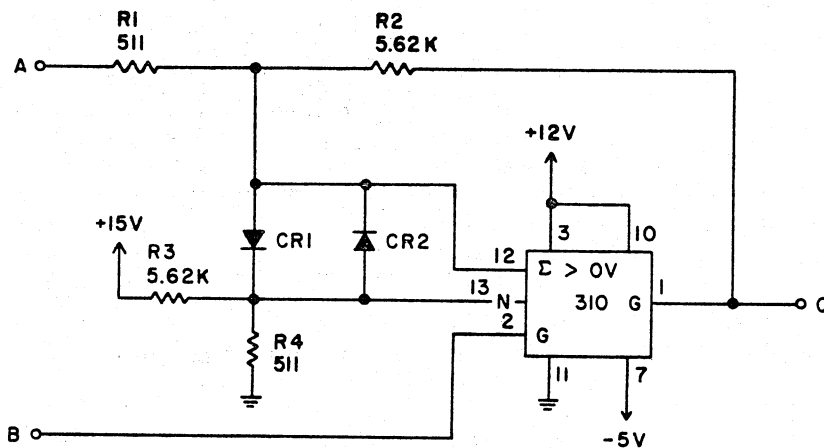 R1
511
R2
5.62K
A
+12V
+15V
R3
5.62K
CR1
CR2
3
10
12
Σ > 0V
13
N
310
G
1
C
2
G
R4
511
11
7
B
-5V